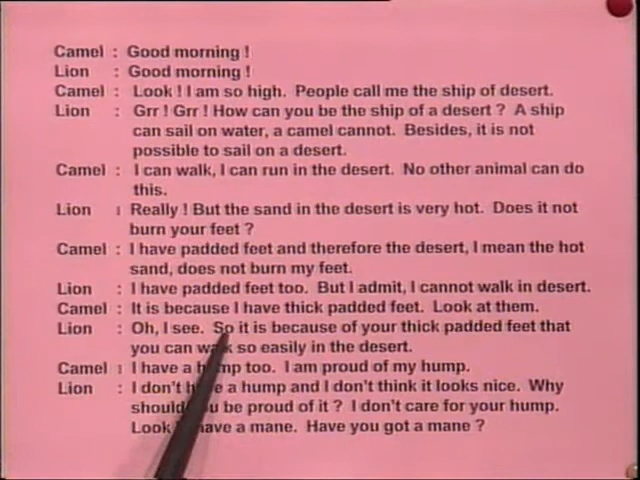 Camel : Good morning !
Lion : Good morning !
Camel : Look ! I am so high. People call me the ship of desert.
Lion : Grr ! Grr ! How can you be the ship of a desert ? A ship
can sail on water, a camel cannot. Besides, it is not
possible to sail on a desert.
Camel : I can walk, I can run in the desert. No other animal can do
this.
Lion : Really ! But the sand in the desert is very hot. Does it not
burn your feet ?
Camel : I have padded feet and therefore the desert, I mean the hot
sand, does not burn my feet.
Lion : I have padded feet too. But I admit, I cannot walk in desert.
Camel : It is because I have thick padded feet. Look at them.
Lion : Oh, I see. So it is because of your thick padded feet that
you can walk so easily in the desert.
Camel : I have a hump too. I am proud of my hump.
Lion : I don't have a hump and I don't think it looks nice. Why
should you be proud of it ? I don't care for your hump.
Look have a mane. Have you got a mane ?